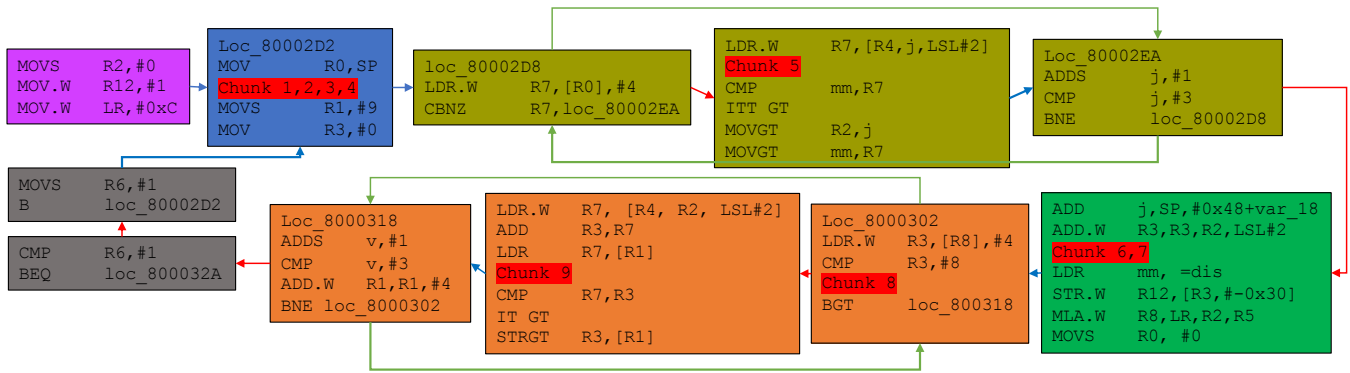 MOVS R2,#0
MOV.W R12,#1
MOV.W LR,#0xC
Loc_80002D2
MOV R0,SP
Chunk 1,2,3,4
MOVS R1,#9
MOV R3,#0
loc_80002D8
LDR.W R7,[R0],#4
CBNZ R7,loc_80002EA
LDR.W R7,[R4,j,LSL#2]
Chunk 5
CMP mm,R7
ITT GT
MOVGT R2,j
MOVGT mm,R7
Loc_80002EA
ADDS j,#1
CMP j,#3
BNE loc_80002D8
MOVS R6,#1
B loc_80002D2
CMP R6,#1
BEQ loc_800032A
Loc_8000318
ADDS v,#1
CMP v,#3
ADD.W R1,R1,#4
BNE loc_8000302
LDR.W R7, [R4, R2, LSL#2]
ADD R3,R7
LDR R7,[R1]
Chunk 9
CMP R7,R3
IT GT
STRGT R3,[R1]
Loc_8000302
LDR.W R3,[R8],#4
CMP R3,#8
Chunk 8
BGT loc_800318
ADD j,SP,#0x48+var_18
ADD.W R3,R3,R2,LSL#2
Chunk 6,7
LDR mm, =dis
STR.W R12,[R3,#-0x30]
MLA.W R8,LR,R2,R5
MOVS R0, #0